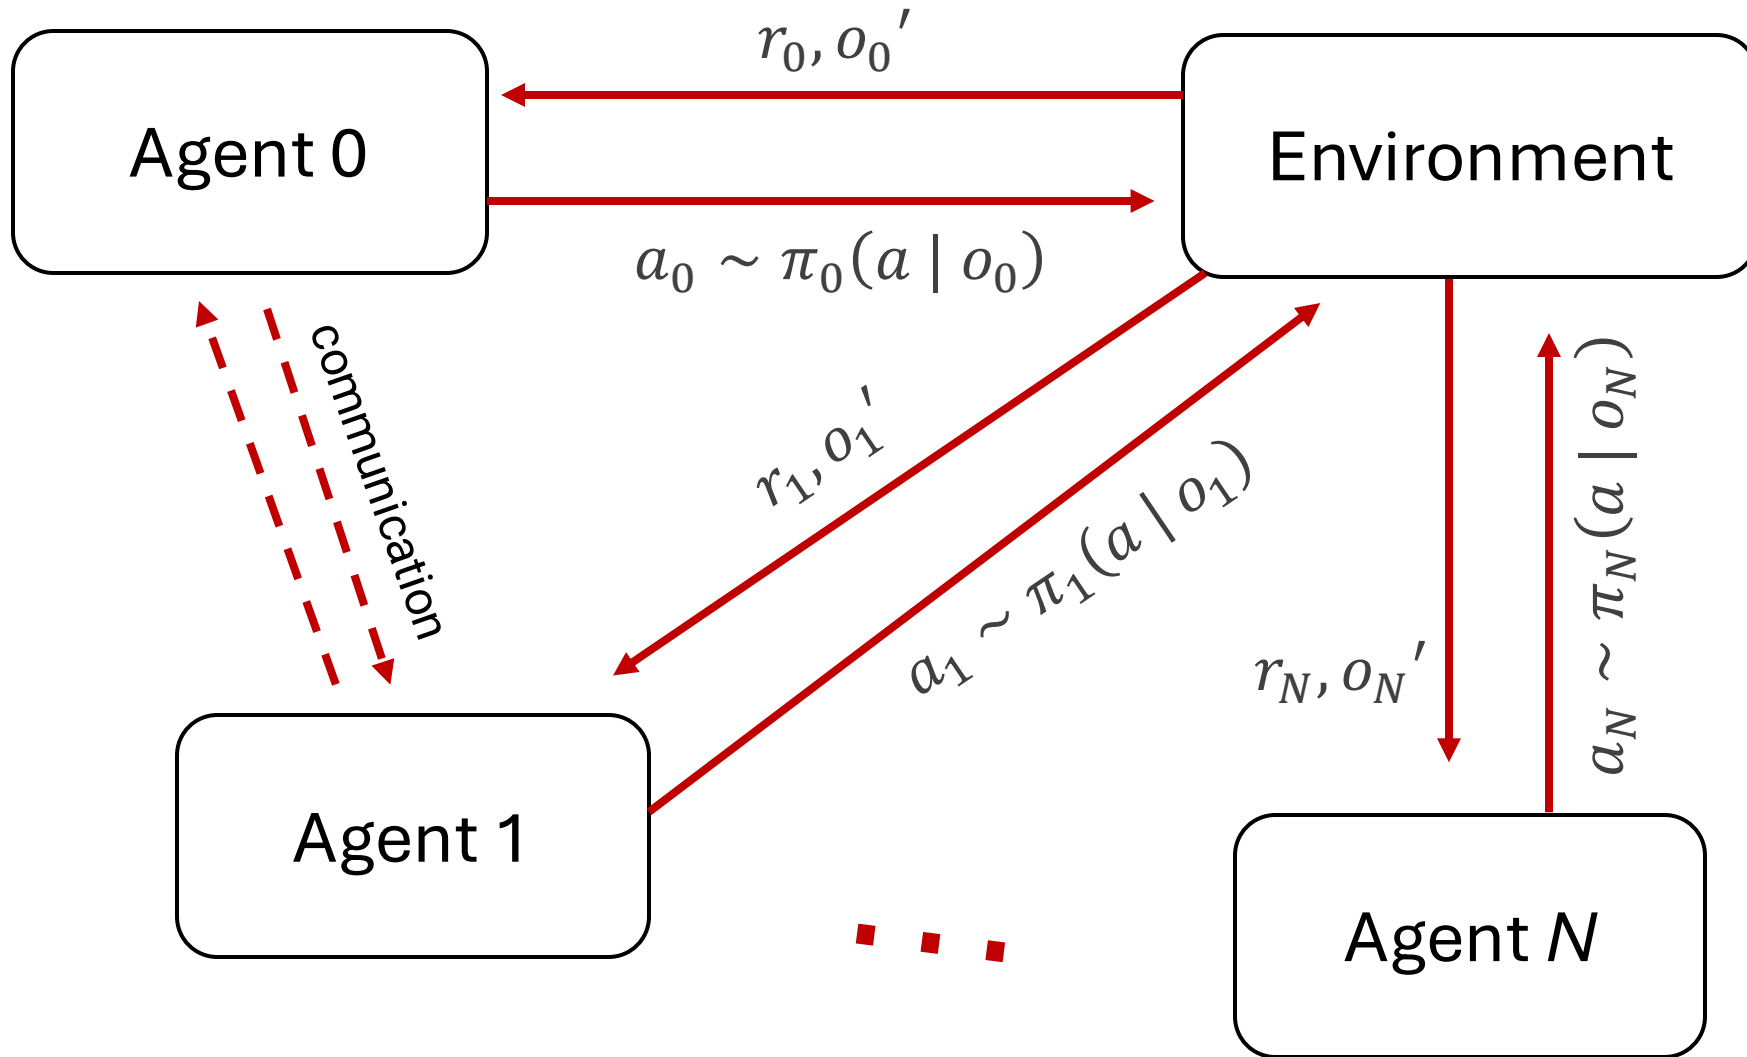 r₀, o₀′
Agent 0
Environment
a₀ ~ π₀(a | o₀)
communication
r₁, o₁′
a₁ ~ π₁(a | o₁)
r_N, o_N′
a_N ~ π_N(a | o_N)
Agent 1
Agent N